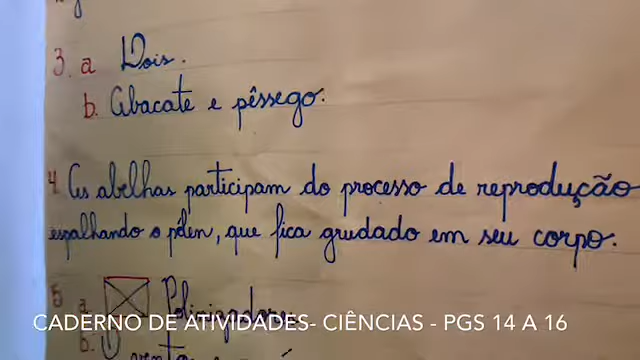 3. a Dois.
b. Abacate e pêssego.
4 As abelhas participam do processo de reprodução
espalhando o pólen, que fica grudado em seu corpo.
5 a. Polinizadores
CADERNO DE ATIVIDADES- CIÊNCIAS - PGS 14 A 16
b.